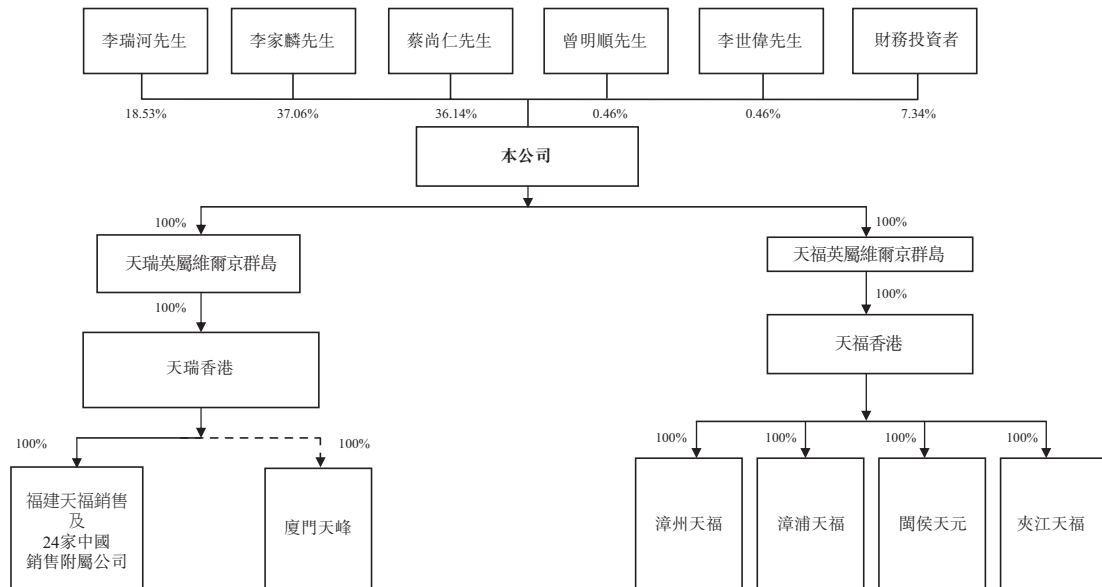 李瑞河先生
李家麟先生
蔡尚仁先生
曾明順先生
李世偉先生
財務投資者
18.53%
37.06%
36.14%
0.46%
0.46%
7.34%
本公司
100%
100%
天瑞英屬維爾京群島
天福英屬維爾京群島
100%
100%
天瑞香港
天福香港
100%
100%
100%
100%
100%
100%
福建天福銷售
及
24家中國
銷售附屬公司
廈門天峰
漳州天福
漳浦天福
閩侯天元
夾江天福